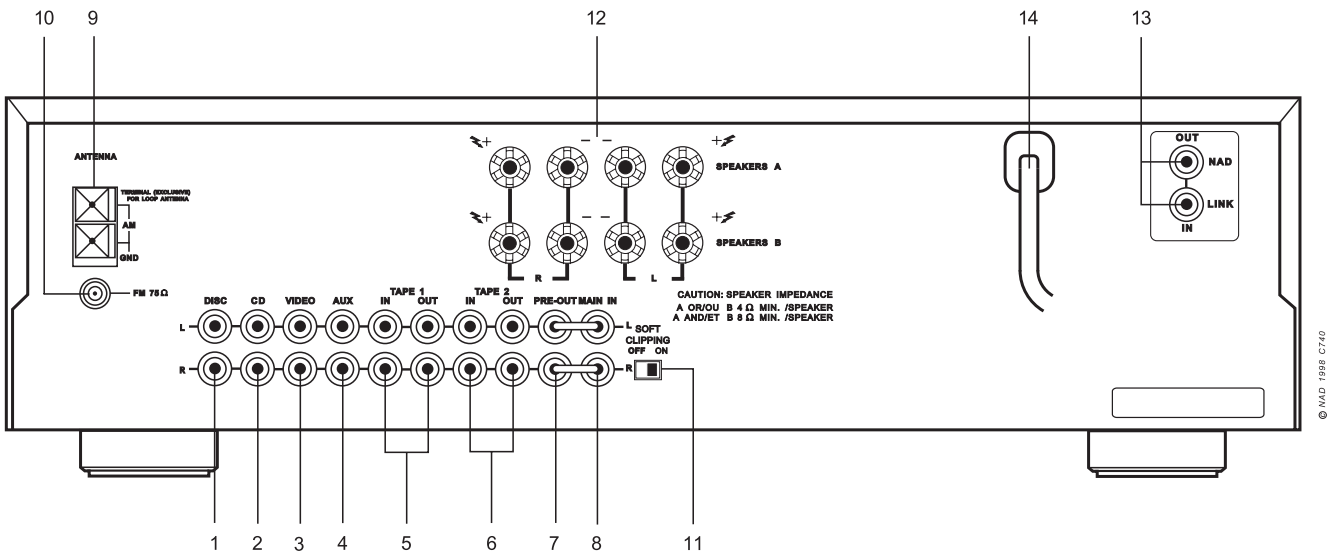 10 9 12 14 13
ANTENNA
TERMINAL (EXCLUSIVE)
FOR LOOP ANTENNA
AM
GND
FM 75Ω
+ - - + SPEAKERS A
+ - - + SPEAKERS B
R L
OUT
NAD
LINK
IN
CAUTION: SPEAKER IMPEDANCE
A OR/OU B 4 Ω MIN. /SPEAKER
A AND/ET B 8 Ω MIN. /SPEAKER
TAPE 1 TAPE 2
DISC CD VIDEO AUX IN OUT IN OUT PRE-OUT MAIN IN
L L
R R
SOFT
CLIPPING
OFF ON
© NAD 1998 C740
1 2 3 4 5 6 7 8 11